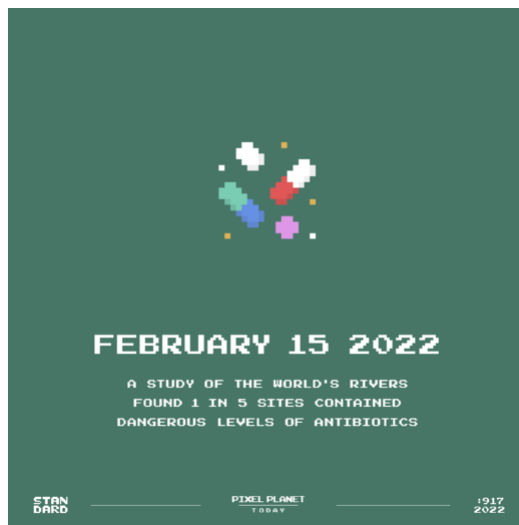 FEBRUARY 15 2022
A STUDY OF THE WORLD'S RIVERS
FOUND 1 IN 5 SITES CONTAINED
DANGEROUS LEVELS OF ANTIBIOTICS
STAN
DARD
PIXEL PLANET
TODAY
:917
2022